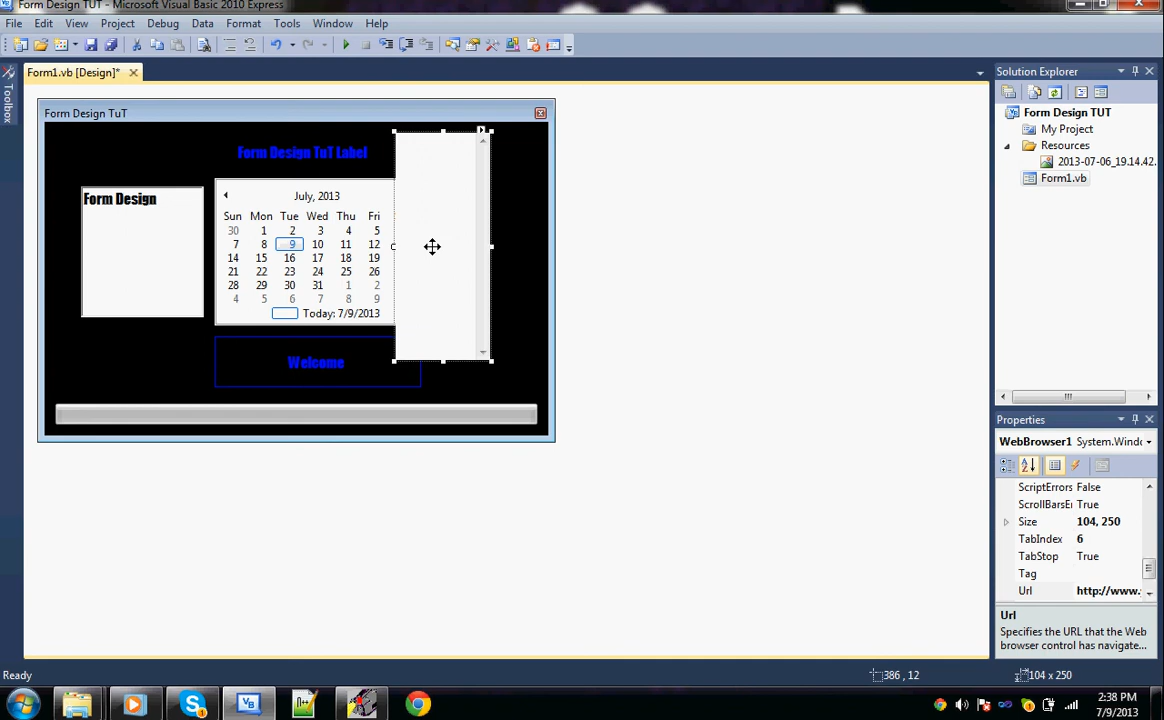 Form Design TUT - Microsoft Visual Basic 2010 Express
File Edit View Project Debug Data Format Tools Window Help
Form1.vb [Design]*
Toolbox
Form Design TuT
Form Design TuT Label
Form Design
July, 2013
Sun Mon Tue Wed Thu Fri
30 1 2 3 4 5
7 8 9 10 11 12
14 15 16 17 18 19
21 22 23 24 25 26
28 29 30 31 1 2
4 5 6 7 8 9
Today: 7/9/2013
Welcome
Solution Explorer
Form Design TUT
My Project
Resources
2013-07-06_19.14.42.
Form1.vb
Properties
WebBrowser1 System.Windo
ScriptErrors False
ScrollBarsEn True
Size 104, 250
TabIndex 6
TabStop True
Tag
Url http://www.
Url
Specifies the URL that the Web
browser control has navigate...
Ready
386 , 12
104 x 250
2:38 PM
7/9/2013